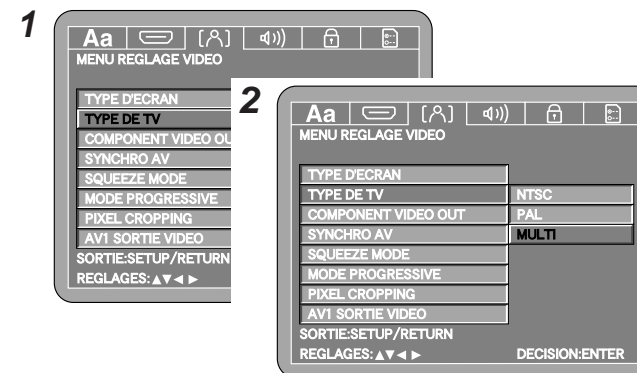 1
Aa
MENU REGLAGE VIDEO
TYPE D'ECRAN
TYPE DE TV
COMPONENT VIDEO OU
SYNCHRO AV
SQUEEZE MODE
MODE PROGRESSIVE
PIXEL CROPPING
AV1 SORTIE VIDEO
SORTIE:SETUP/RETURN
REGLAGES:▲▼◄ ►
2
Aa
MENU REGLAGE VIDEO
TYPE D'ECRAN
TYPE DE TV NTSC
COMPONENT VIDEO OUT PAL
SYNCHRO AV MULTI
SQUEEZE MODE
MODE PROGRESSIVE
PIXEL CROPPING
AV1 SORTIE VIDEO
SORTIE:SETUP/RETURN
REGLAGES:▲▼◄ ► DECISION:ENTER